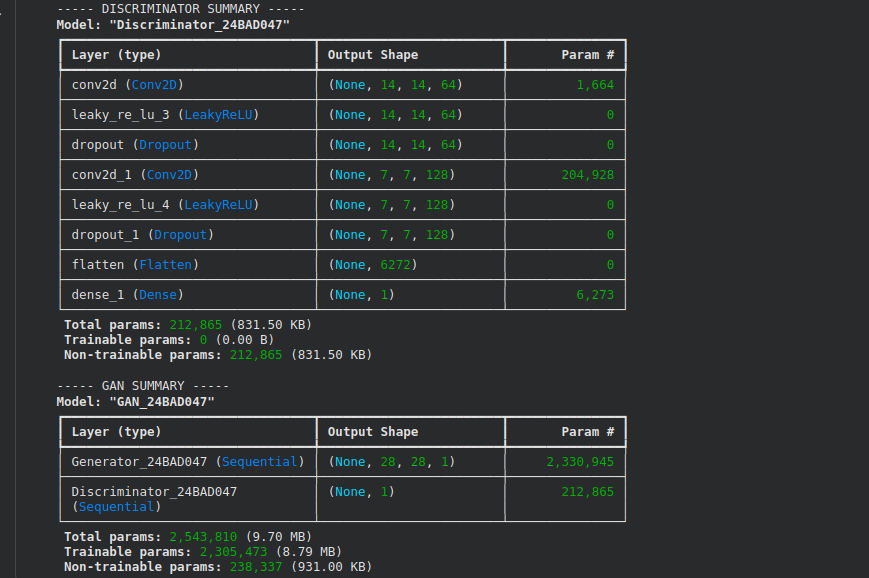 ----- DISCRIMINATOR SUMMARY -----
Model: "Discriminator_24BAD047"
Layer (type) Output Shape Param #
conv2d (Conv2D) (None, 14, 14, 64) 1,664
leaky_re_lu_3 (LeakyReLU) (None, 14, 14, 64) 0
dropout (Dropout) (None, 14, 14, 64) 0
conv2d_1 (Conv2D) (None, 7, 7, 128) 204,928
leaky_re_lu_4 (LeakyReLU) (None, 7, 7, 128) 0
dropout_1 (Dropout) (None, 7, 7, 128) 0
flatten (Flatten) (None, 6272) 0
dense_1 (Dense) (None, 1) 6,273
Total params: 212,865 (831.50 KB)
Trainable params: 0 (0.00 B)
Non-trainable params: 212,865 (831.50 KB)
----- GAN SUMMARY -----
Model: "GAN_24BAD047"
Layer (type) Output Shape Param #
Generator_24BAD047 (Sequential) (None, 28, 28, 1) 2,330,945
Discriminator_24BAD047 (None, 1) 212,865
(Sequential)
Total params: 2,543,810 (9.70 MB)
Trainable params: 2,305,473 (8.79 MB)
Non-trainable params: 238,337 (931.00 KB)